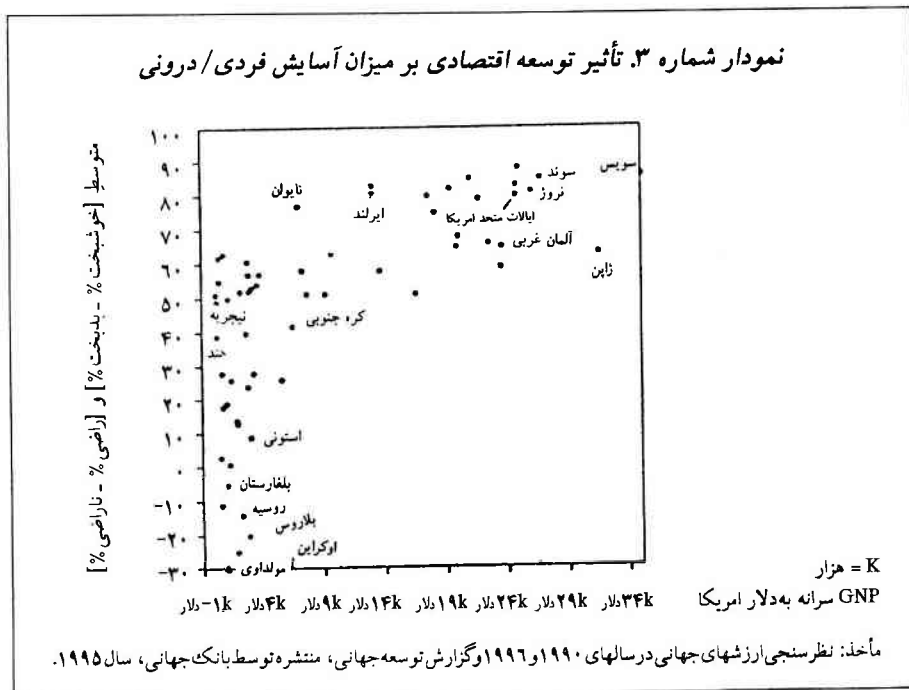 نمودار شماره ۳. تأثیر توسعه اقتصادی بر میزان آسایش فردی/درونی
متوسطِ [خوشبخت % - بدبخت %] و [راضی % - ناراضی %]
۱۰۰
۹۰
۸۰
۷۰
۶۰
۵۰
۴۰
۳۰
۲۰
۱۰
۰
-۱۰
-۲۰
-۳۰
سویس
سوند
نروژ
ایالات متحد امریکا
نایوان
ایرلند
آلمان غربی
ژاپن
نیجریه
کره جنوبی
هند
استونی
بلغارستان
روسیه
بلاروس
اوکراین
مولداوی
-۱k دلار
۴k دلار
۹k دلار
۱۴k دلار
۱۹k دلار
۲۴k دلار
۲۹k دلار
۳۴k دلار
K = هزار
GNP سرانه به‌دلار امریکا
مأخذ: نظرسنجی ارزشهای جهانی در سالهای ۱۹۹۰ و ۱۹۹۶ و گزارش توسعه جهانی، منتشره توسط بانک جهانی، سال ۱۹۹۵.